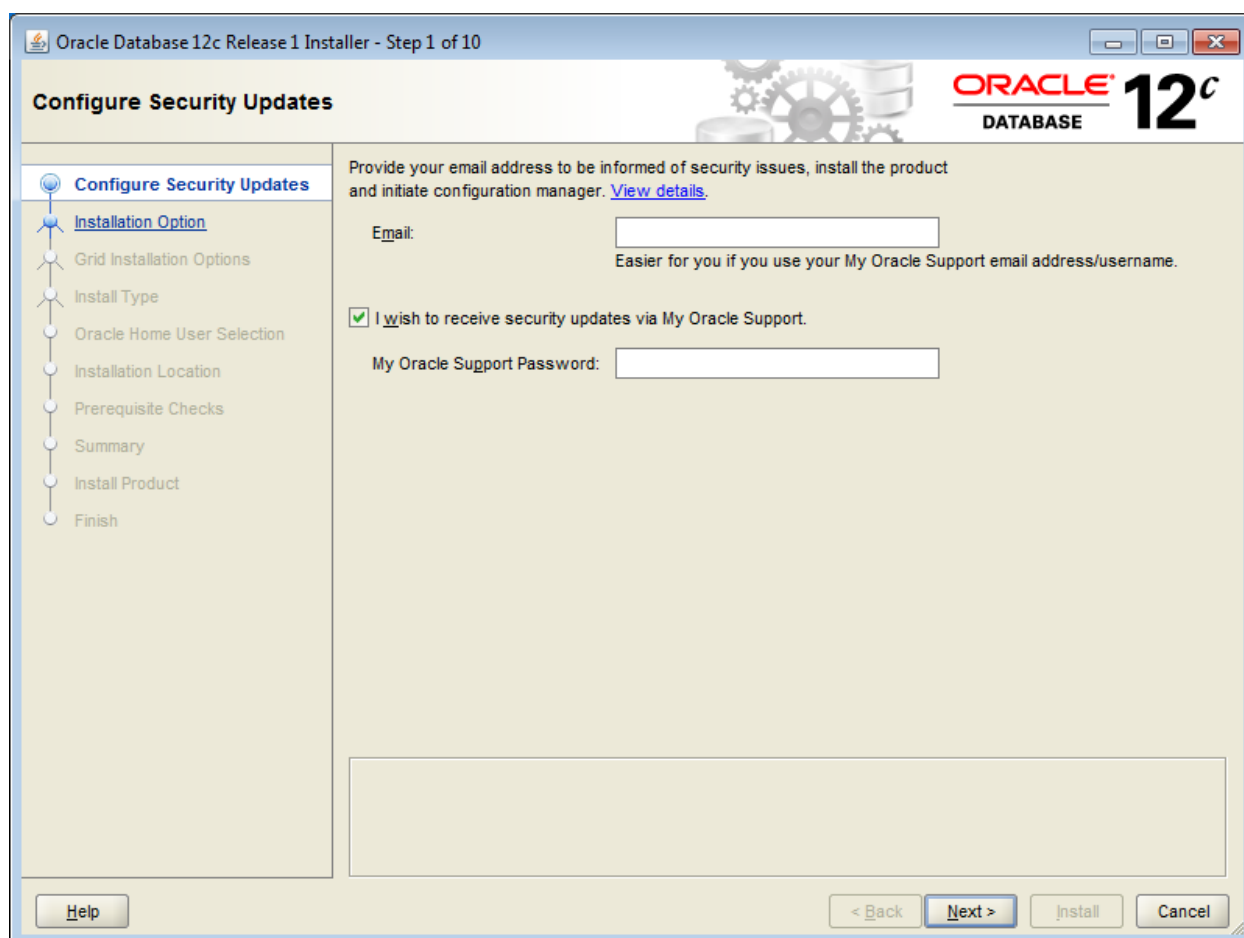 Oracle Database 12c Release 1 Installer - Step 1 of 10
Configure Security Updates
ORACLE®
DATABASE
12c
Configure Security Updates
Installation Option
Grid Installation Options
Install Type
Oracle Home User Selection
Installation Location
Prerequisite Checks
Summary
Install Product
Finish
Provide your email address to be informed of security issues, install the product
and initiate configuration manager. View details.
Email:
Easier for you if you use your My Oracle Support email address/username.
I wish to receive security updates via My Oracle Support.
My Oracle Support Password:
Help
< Back
Next >
Install
Cancel